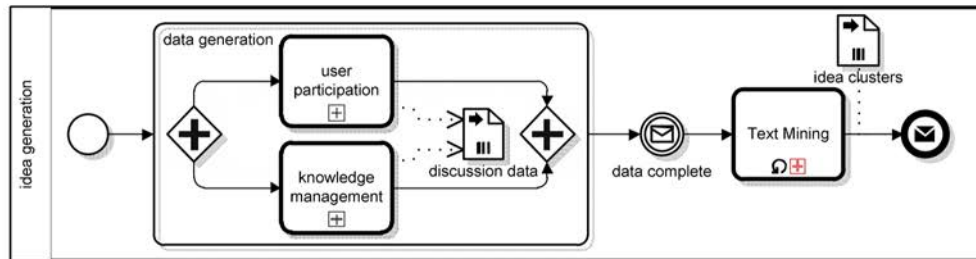 idea generation
data generation
user
participation
knowledge
management
discussion data
data complete
Text Mining
idea clusters